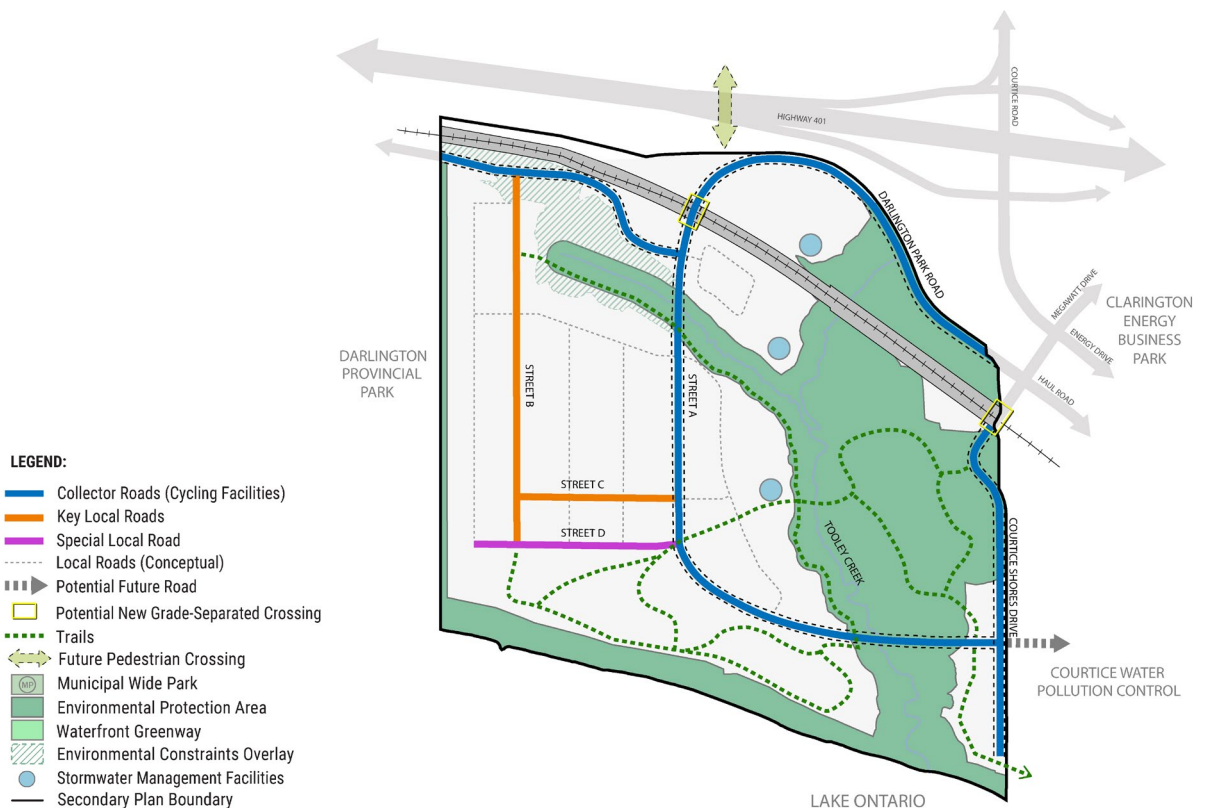 HIGHWAY 401
COURTICE ROAD
DARLINGTON PARK ROAD
MEGAWATT DRIVE
ENERGY DRIVE
HAUL ROAD
CLARINGTON
ENERGY
BUSINESS
PARK
DARLINGTON
PROVINCIAL
PARK
STREET B
STREET A
STREET C
STREET D
TOOLEY CREEK
COURTICE SHORES DRIVE
COURTICE WATER
POLLUTION CONTROL
LAKE ONTARIO
LEGEND:
Collector Roads (Cycling Facilities)
Key Local Roads
Special Local Road
Local Roads (Conceptual)
Potential Future Road
Potential New Grade-Separated Crossing
Trails
Future Pedestrian Crossing
MP
Municipal Wide Park
Environmental Protection Area
Waterfront Greenway
Environmental Constraints Overlay
Stormwater Management Facilities
Secondary Plan Boundary